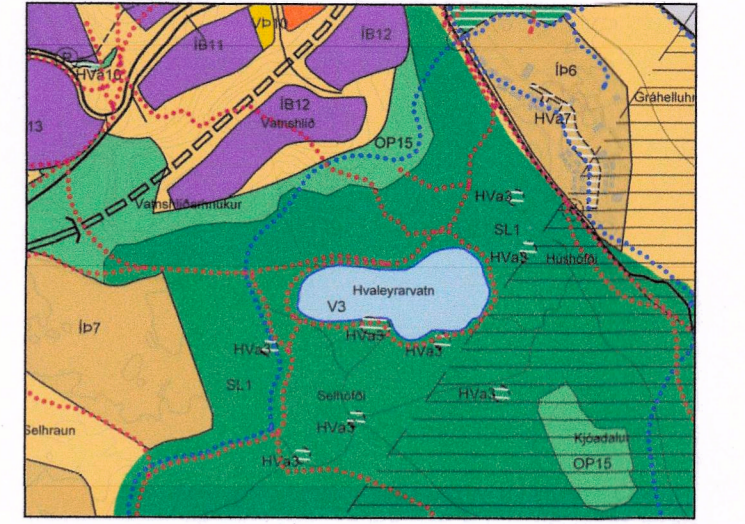 VÞ10
ÍB11
ÍB12
HVa10
13
ÍB12
Vatnshlíð
OP15
Íþ6
Gráhelluhr
HVa7
Vatnshlíðarhnúkur
HVa3
SL1
HVa3
Húshöfði
Hvaleyrarvatn
V3
HVa3
HVa3
HVa3
Íþ7
SL1
Selhöfði
HVa3
HVa3
Selhraun
HVa3
Kjóadalur
OP15